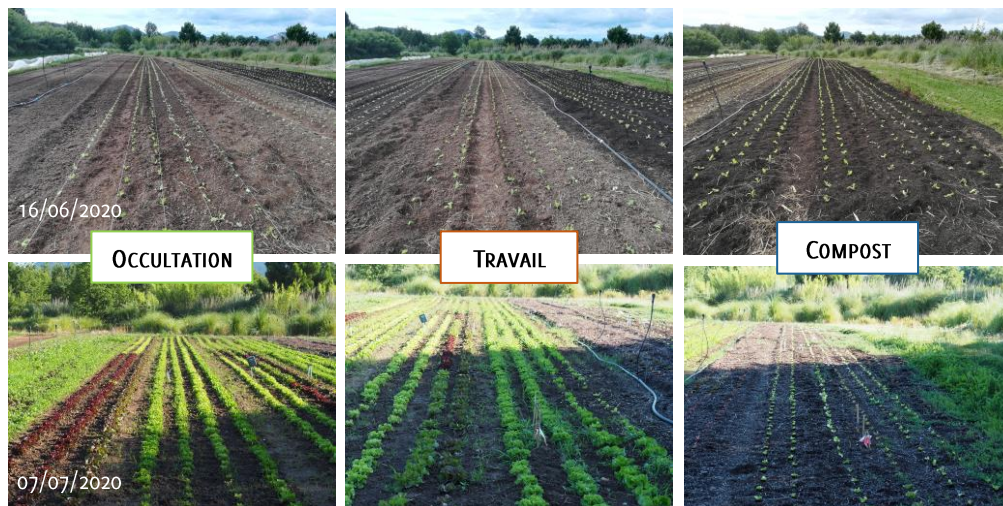 16/06/2020
OCCULTATION
TRAVAIL
COMPOST
07/07/2020